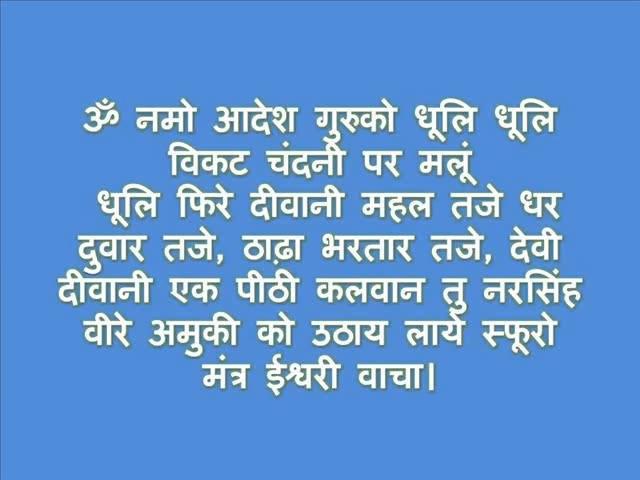 ॐ नमो आदेश गुरुको धूलि धूलि
विकट चंदनी पर मलूं
धूलि फिरे दीवानी महल तजे धर
दुवार तजे, ठाढ़ा भरतार तजे, देवी
दीवानी एक पीठी कलवान तु नरसिंह
वीरे अमुकी को उठाय लाये स्फूरो
मंत्र ईश्वरी वाचा।